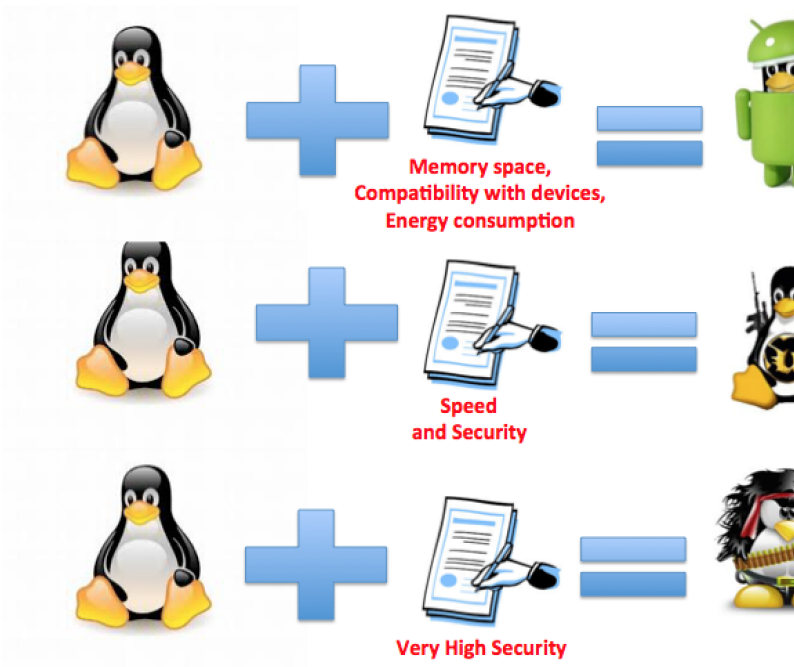 Memory space,
Compatibility with devices,
Energy consumption
Speed
and Security
Very High Security